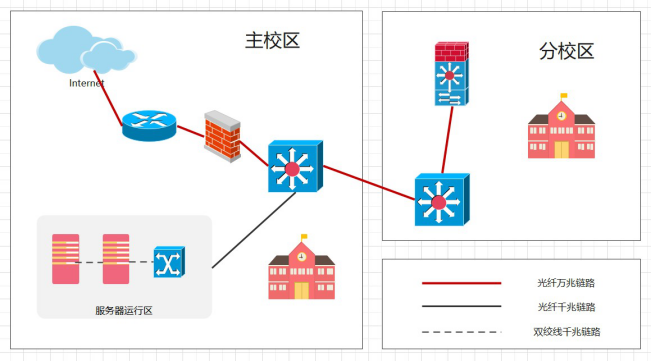 主校区
Internet
服务器运行区
分校区
光纤万兆链路
光纤千兆链路
双绞线千兆链路